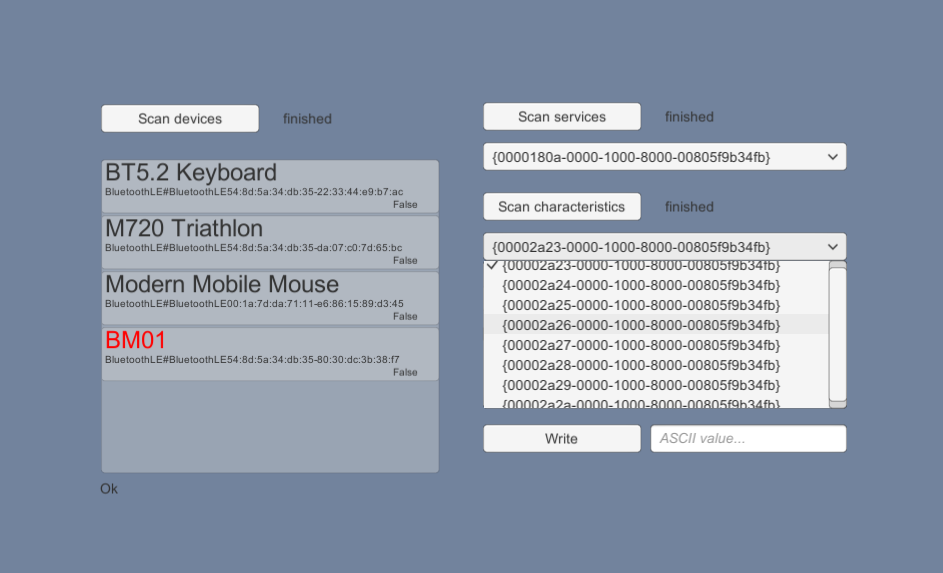 Scan devices
finished
BT5.2 Keyboard
BluetoothLE#BluetoothLE54:8d:5a:34:db:35-22:33:44:e9:b7:ac
False
M720 Triathlon
BluetoothLE#BluetoothLE54:8d:5a:34:db:35-da:07:c0:7d:65:bc
False
Modern Mobile Mouse
BluetoothLE#BluetoothLE00:1a:7d:da:71:11-e6:86:15:89:d3:45
False
BM01
BluetoothLE#BluetoothLE54:8d:5a:34:db:35-80:30:dc:3b:38:f7
False
Ok
Scan services
finished
{0000180a-0000-1000-8000-00805f9b34fb}
Scan characteristics
finished
{00002a23-0000-1000-8000-00805f9b34fb}
{00002a23-0000-1000-8000-00805f9b34fb}
{00002a24-0000-1000-8000-00805f9b34fb}
{00002a25-0000-1000-8000-00805f9b34fb}
{00002a26-0000-1000-8000-00805f9b34fb}
{00002a27-0000-1000-8000-00805f9b34fb}
{00002a28-0000-1000-8000-00805f9b34fb}
{00002a29-0000-1000-8000-00805f9b34fb}
{00002a2a-0000-1000-8000-00805f9b34fb}
Write
ASCII value...